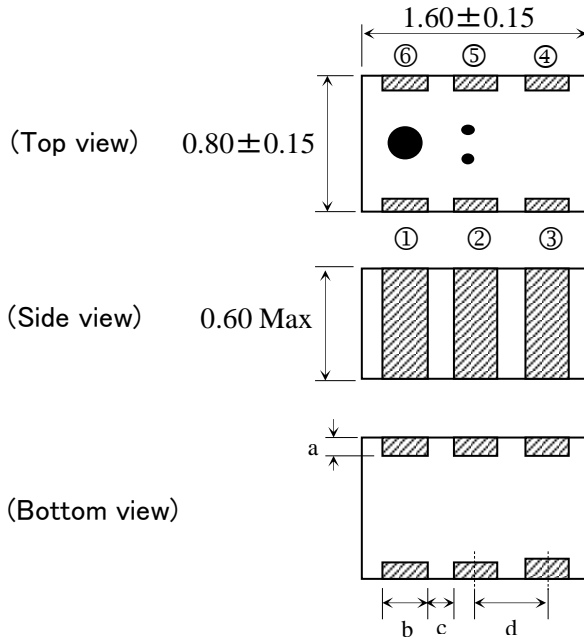 1.60±0.15
⑥ ⑤ ④
(Top view) 0.80±0.15
① ② ③
(Side view) 0.60 Max
a
(Bottom view)
b c d